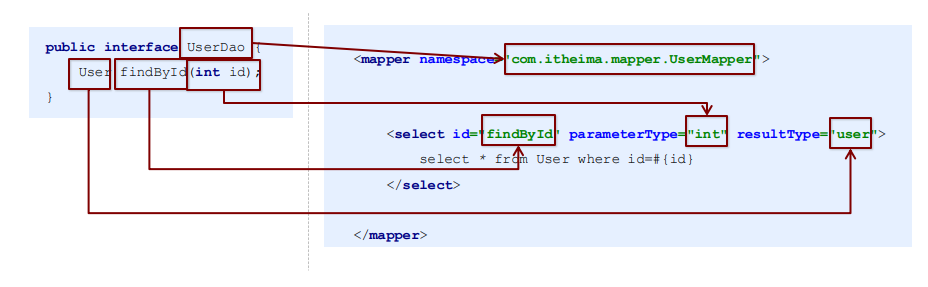 public interface UserDao {
User findById(int id);
}
<mapper namespace="com.itheima.mapper.UserMapper">
<select id="findById" parameterType="int" resultType="user">
select * from User where id=#{id}
</select>
</mapper>